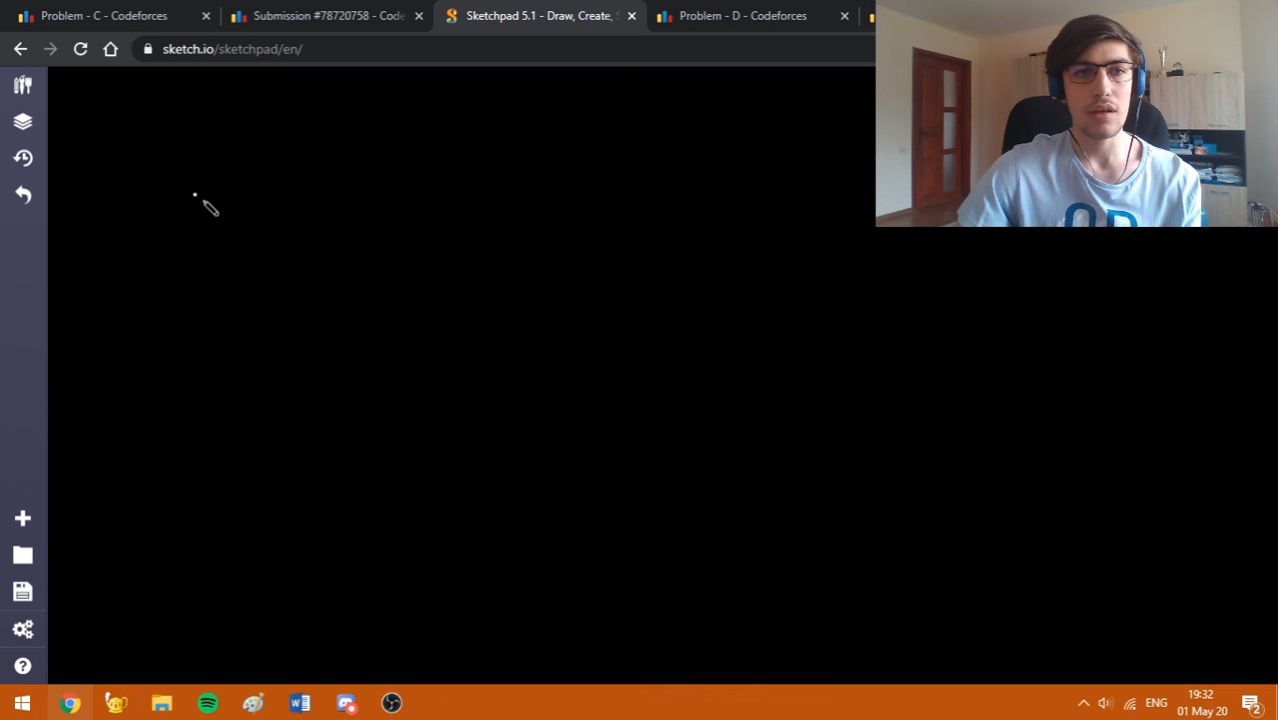 Problem - C - Codeforces
Submission #78720758 - Code
Sketchpad 5.1 - Draw, Create,
Problem - D - Codeforces
sketch.io/sketchpad/en/
ENG
19:32
01 May 20
2